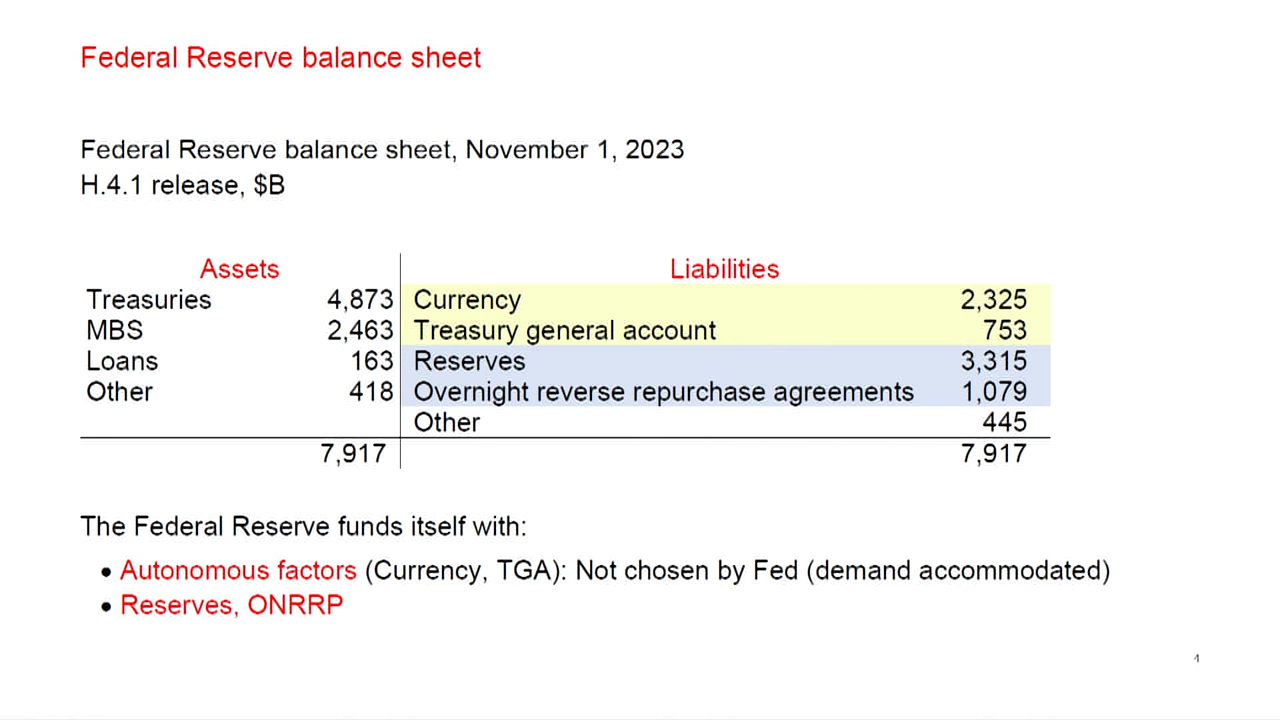 Federal Reserve balance sheet
Federal Reserve balance sheet, November 1, 2023
H.4.1 release, $B
Assets Liabilities
Treasuries 4,873 Currency 2,325
MBS 2,463 Treasury general account 753
Loans 163 Reserves 3,315
Other 418 Overnight reverse repurchase agreements 1,079
Other 445
7,917 7,917
The Federal Reserve funds itself with:
• Autonomous factors (Currency, TGA): Not chosen by Fed (demand accommodated)
• Reserves, ONRRP
4